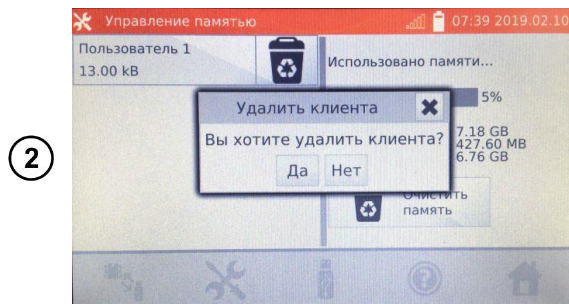 Управление памятью
07:39 2019.02.10
Пользователь 1
13.00 kB
Использовано памяти...
5%
Удалить клиента
Вы хотите удалить клиента?
7.18 GB
427.60 MB
6.76 GB
Да
Нет
Очистить
память
2